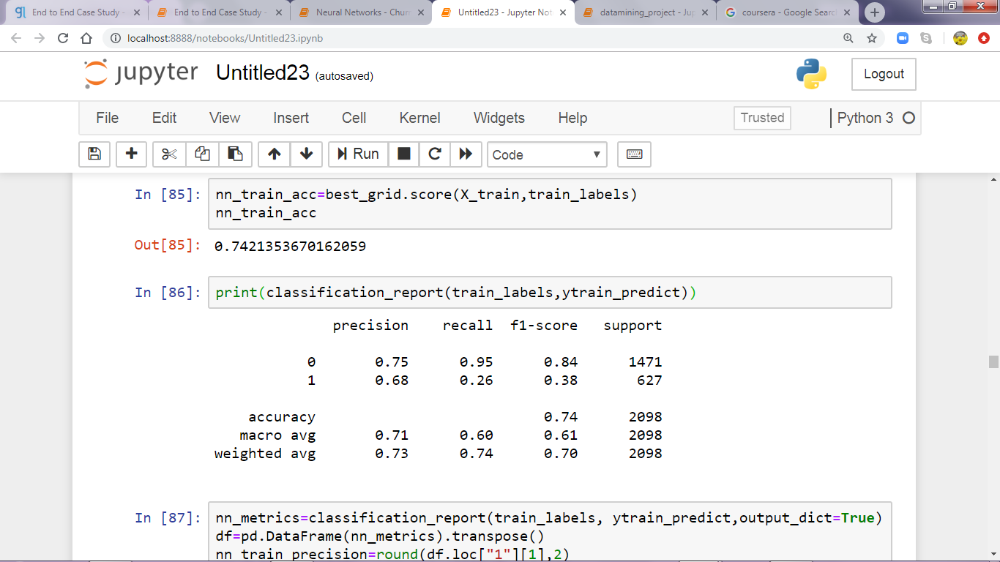 End to End Case Study -
End to End Case Study -
Neural Networks - Chur
Untitled23 - Jupyter Not
datamining_project - Jup
coursera - Google Search
localhost:8888/notebooks/Untitled23.ipynb
jupyter Untitled23 (autosaved)
Logout
File Edit View Insert Cell Kernel Widgets Help
Trusted
Python 3
Run
Code
In [85]: nn_train_acc=best_grid.score(X_train,train_labels)
nn_train_acc
Out[85]: 0.7421353670162059
In [86]: print(classification_report(train_labels,ytrain_predict))
precision recall f1-score support
0 0.75 0.95 0.84 1471
1 0.68 0.26 0.38 627
accuracy 0.74 2098
macro avg 0.71 0.60 0.61 2098
weighted avg 0.73 0.74 0.70 2098
In [87]: nn_metrics=classification_report(train_labels, ytrain_predict,output_dict=True)
df=pd.DataFrame(nn_metrics).transpose()
nn_train_precision=round(df.loc["1"][1],2)